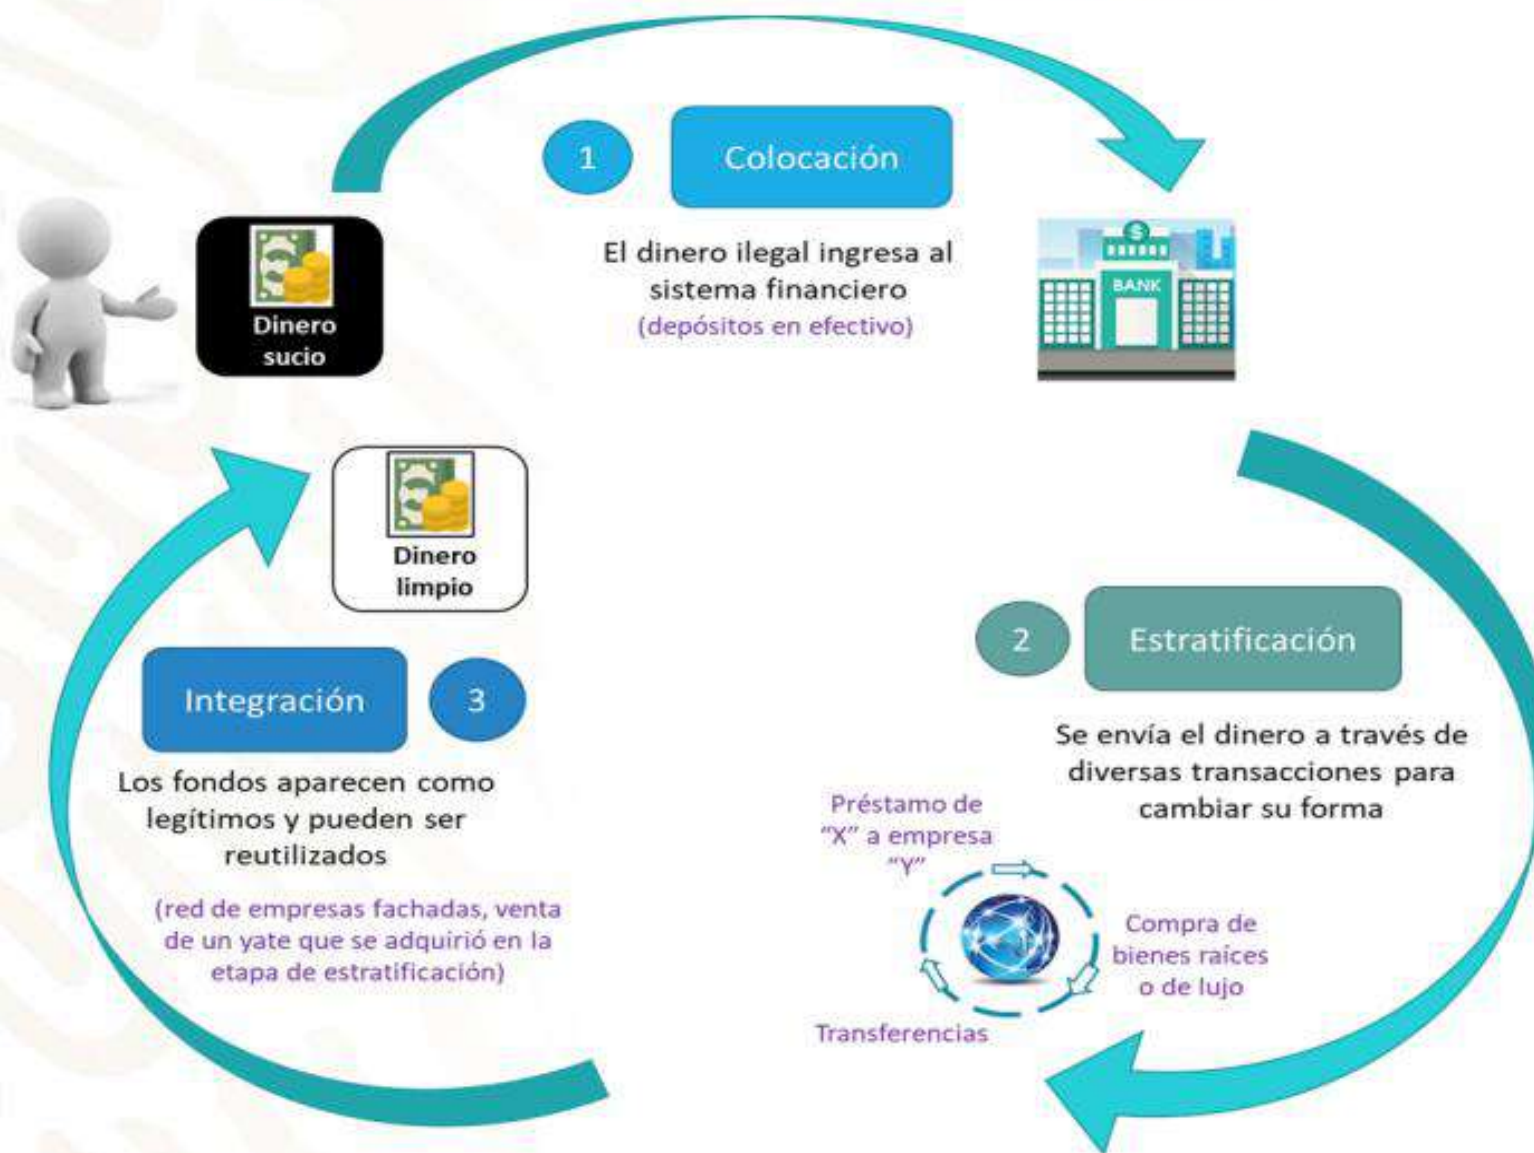 1
Colocación
El dinero ilegal ingresa al
sistema financiero
(depósitos en efectivo)
Dinero
sucio
$
BANK
Dinero
limpio
2
Estratificación
Se envía el dinero a través de
diversas transacciones para
cambiar su forma
Préstamo de
"X" a empresa
"Y"
Compra de
bienes raíces
o de lujo
Transferencias
Integración
3
Los fondos aparecen como
legítimos y pueden ser
reutilizados
(red de empresas fachadas, venta
de un yate que se adquirió en la
etapa de estratificación)